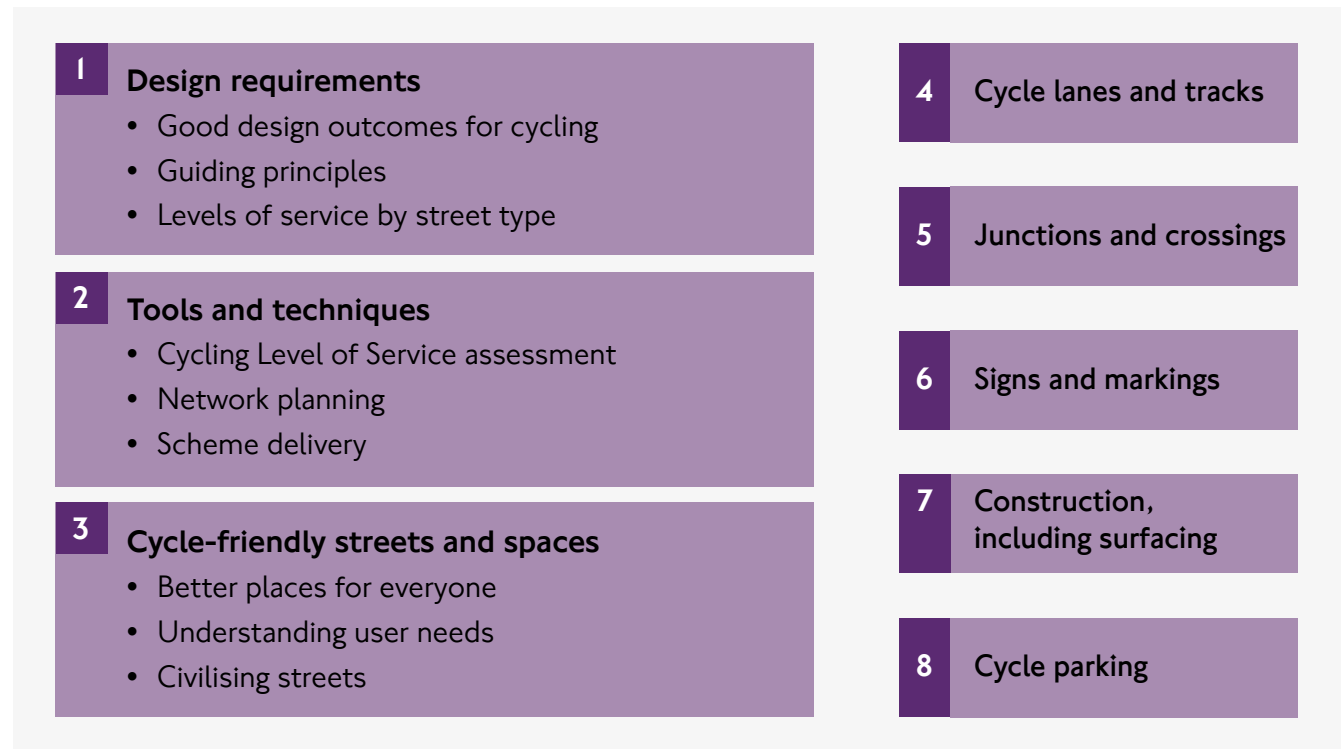 1
Design requirements
• Good design outcomes for cycling
• Guiding principles
• Levels of service by street type
2
Tools and techniques
• Cycling Level of Service assessment
• Network planning
• Scheme delivery
3
Cycle-friendly streets and spaces
• Better places for everyone
• Understanding user needs
• Civilising streets
4 Cycle lanes and tracks
5 Junctions and crossings
6 Signs and markings
7 Construction,
including surfacing
8 Cycle parking